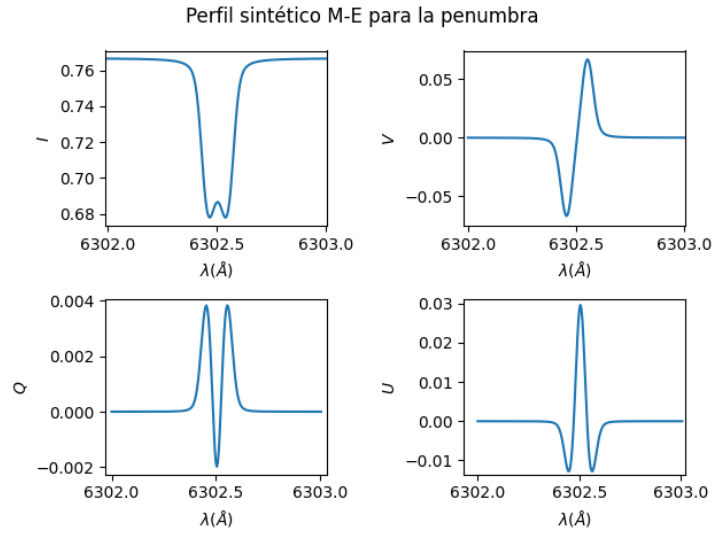 Perfil sintético M-E para la penumbra
0.76
0.74
0.72
0.70
0.68
I
6302.0 6302.5 6303.0
λ(Å)
0.05
0.00
−0.05
V
6302.0 6302.5 6303.0
λ(Å)
0.004
0.002
0.000
−0.002
Q
6302.0 6302.5 6303.0
λ(Å)
0.03
0.02
0.01
0.00
−0.01
U
6302.0 6302.5 6303.0
λ(Å)